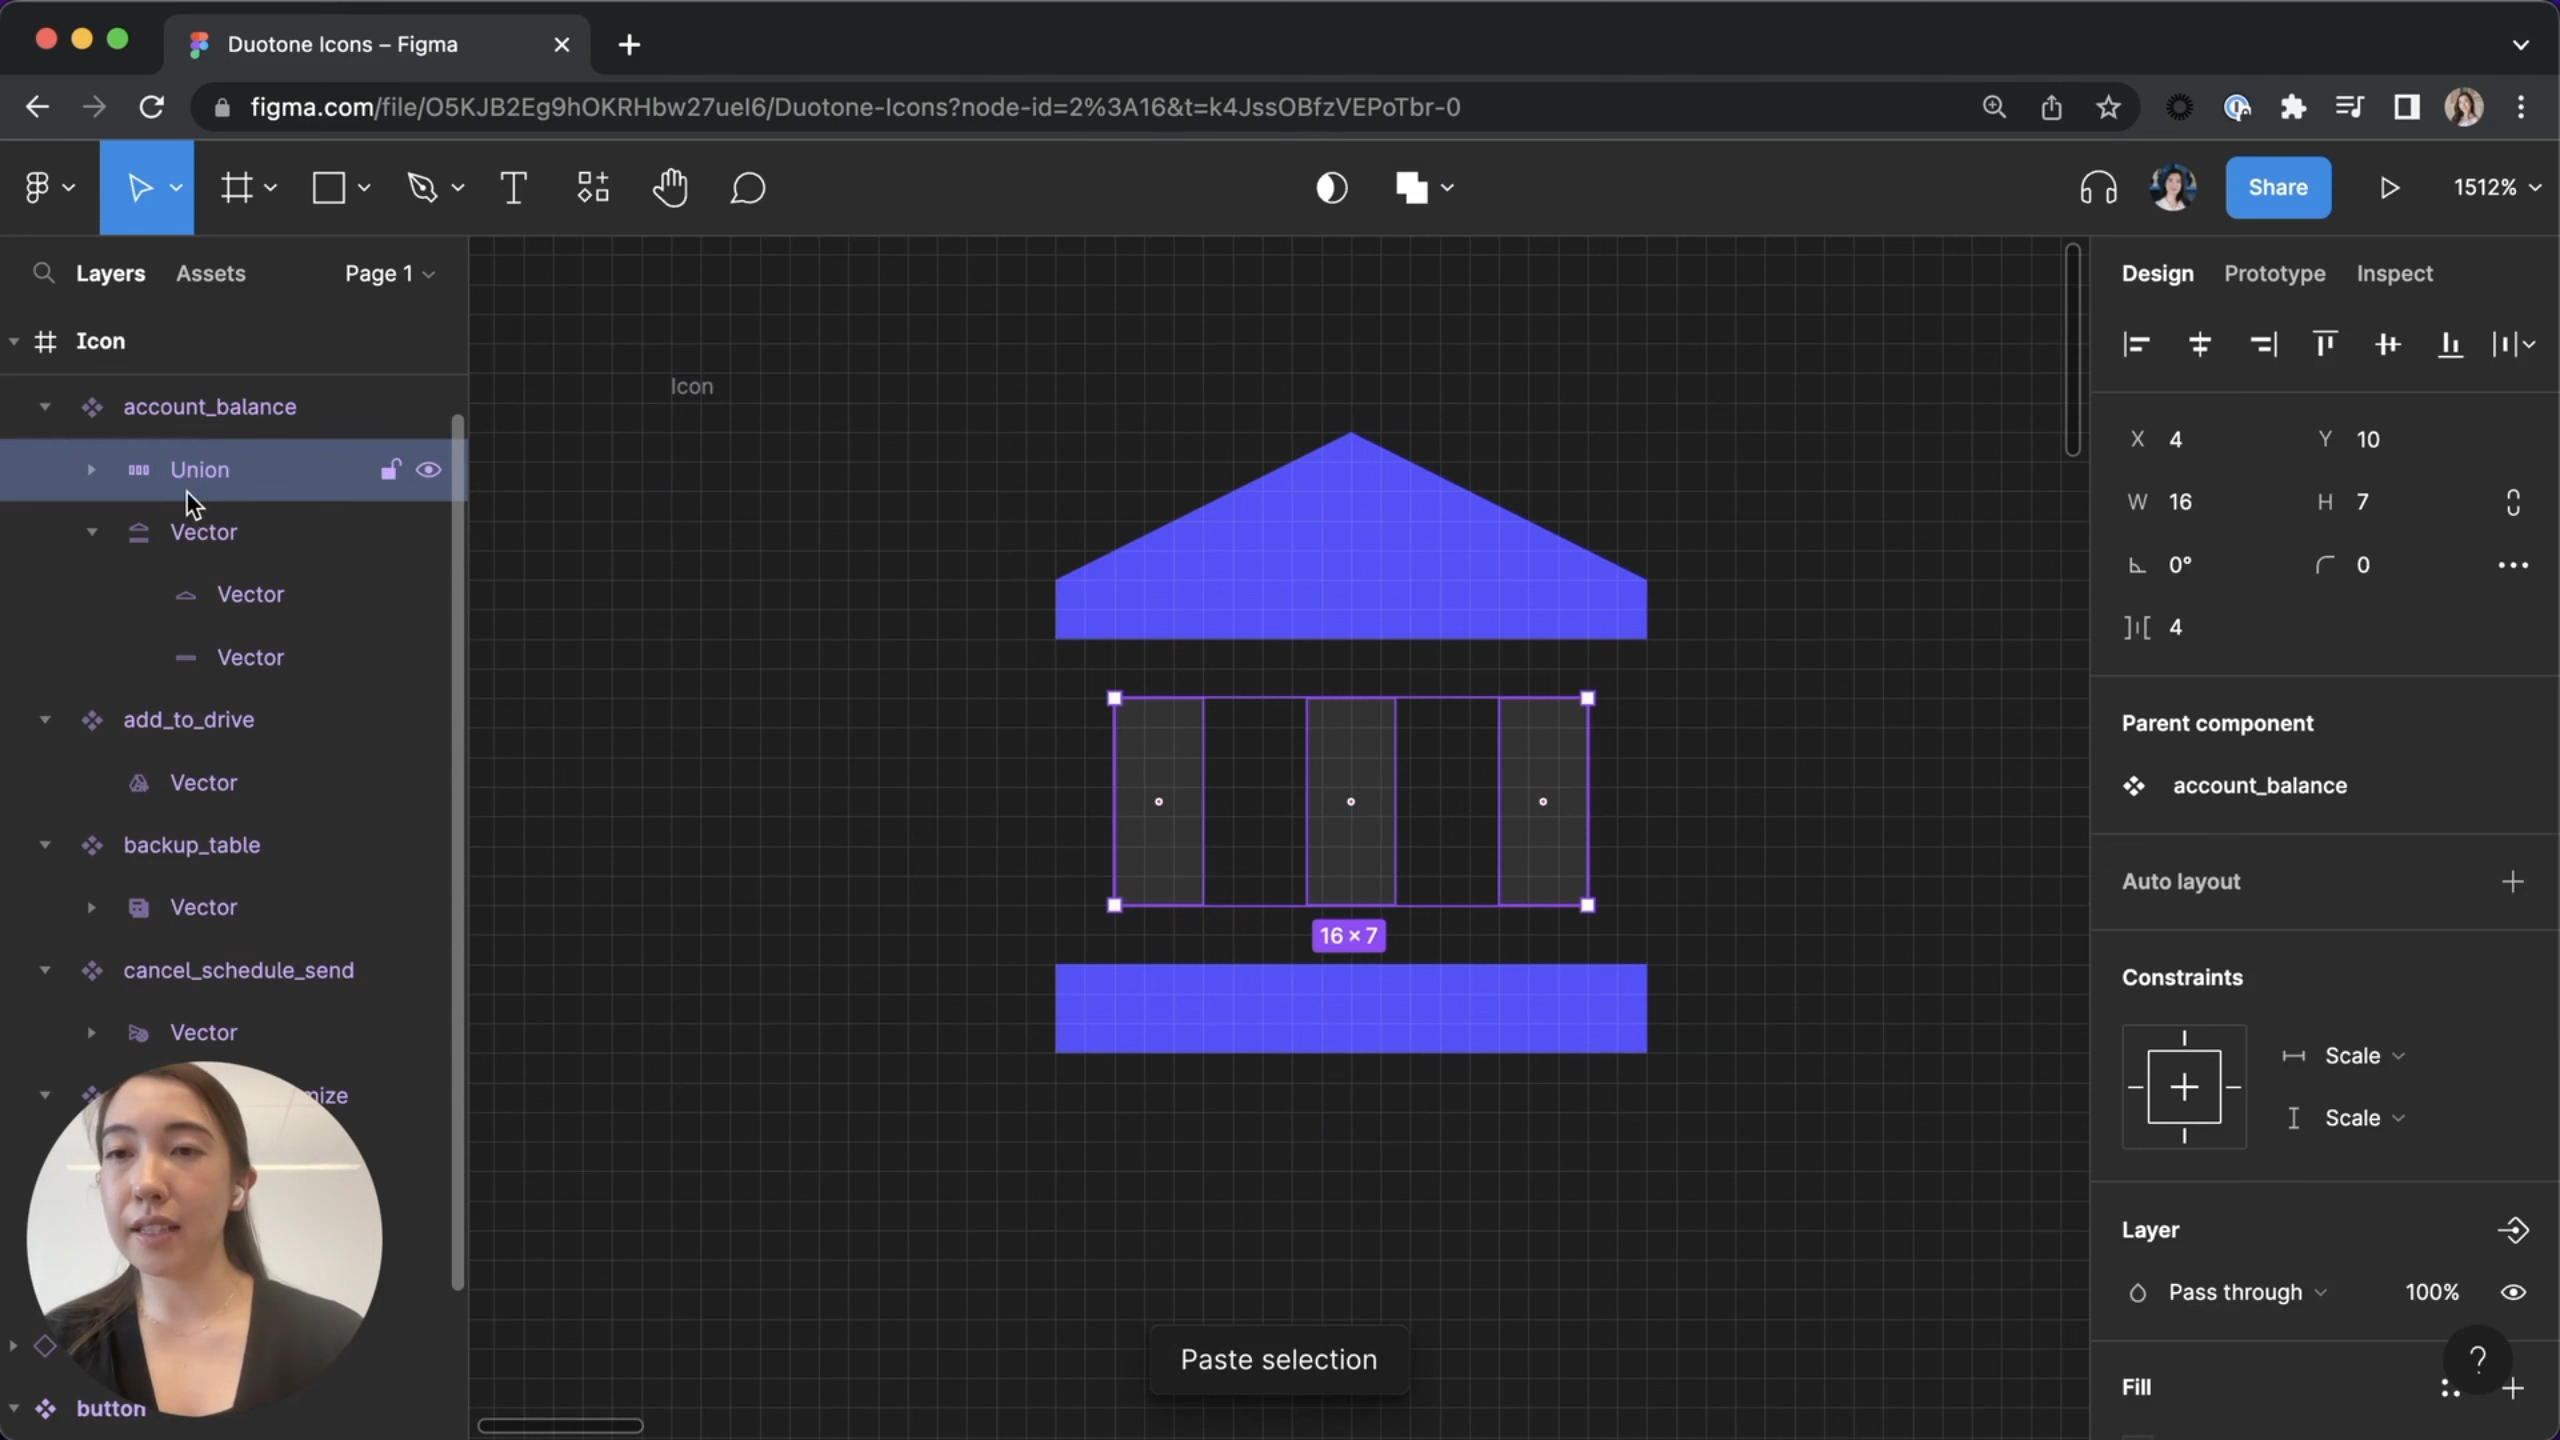 Duotone Icons – Figma
figma.com/file/O5KJB2Eg9hOKRHbw27ueI6/Duotone-Icons?node-id=2%3A16&t=k4JssOBfzVEPoTbr-0
Share
1512%
Layers
Assets
Page 1
Icon
account_balance
Union
Vector
Vector
Vector
add_to_drive
Vector
backup_table
Vector
cancel_schedule_send
Vector
mize
button
Icon
16 × 7
Paste selection
Design
Prototype
Inspect
X 4
Y 10
W 16
H 7
0°
0
4
Parent component
account_balance
Auto layout
Constraints
Scale
Scale
Layer
Pass through
100%
Fill
?